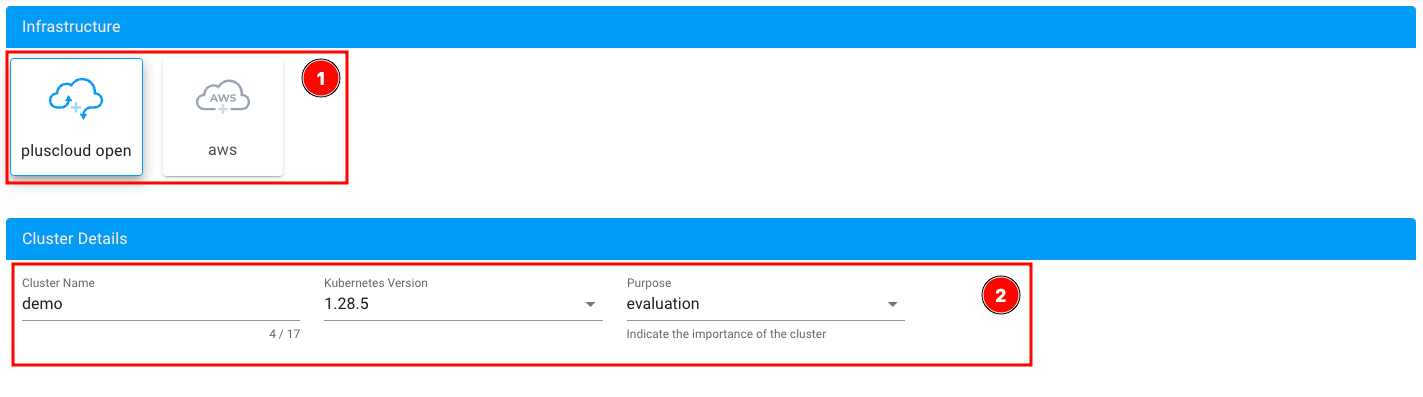 Infrastructure
1
AWS
pluscloud open
aws
Cluster Details
2
Cluster Name
demo
4 / 17
Kubernetes Version
1.28.5
Purpose
evaluation
Indicate the importance of the cluster